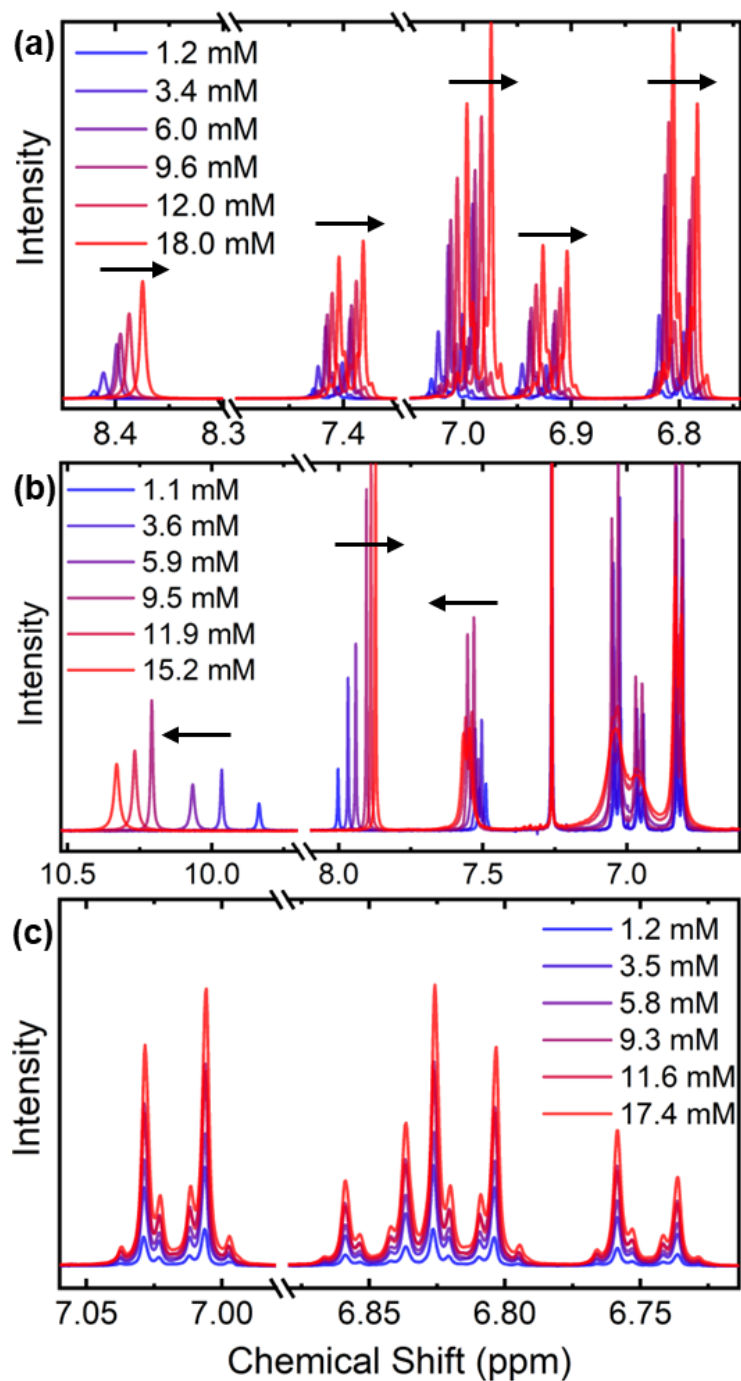 (a)
1.2 mM
3.4 mM
6.0 mM
9.6 mM
12.0 mM
18.0 mM
Intensity
8.4 8.3 7.4 7.0 6.9 6.8
(b)
1.1 mM
3.6 mM
5.9 mM
9.5 mM
11.9 mM
15.2 mM
Intensity
10.5 10.0 8.0 7.5 7.0
(c)
1.2 mM
3.5 mM
5.8 mM
9.3 mM
11.6 mM
17.4 mM
Intensity
7.05 7.00 6.85 6.80 6.75
Chemical Shift (ppm)